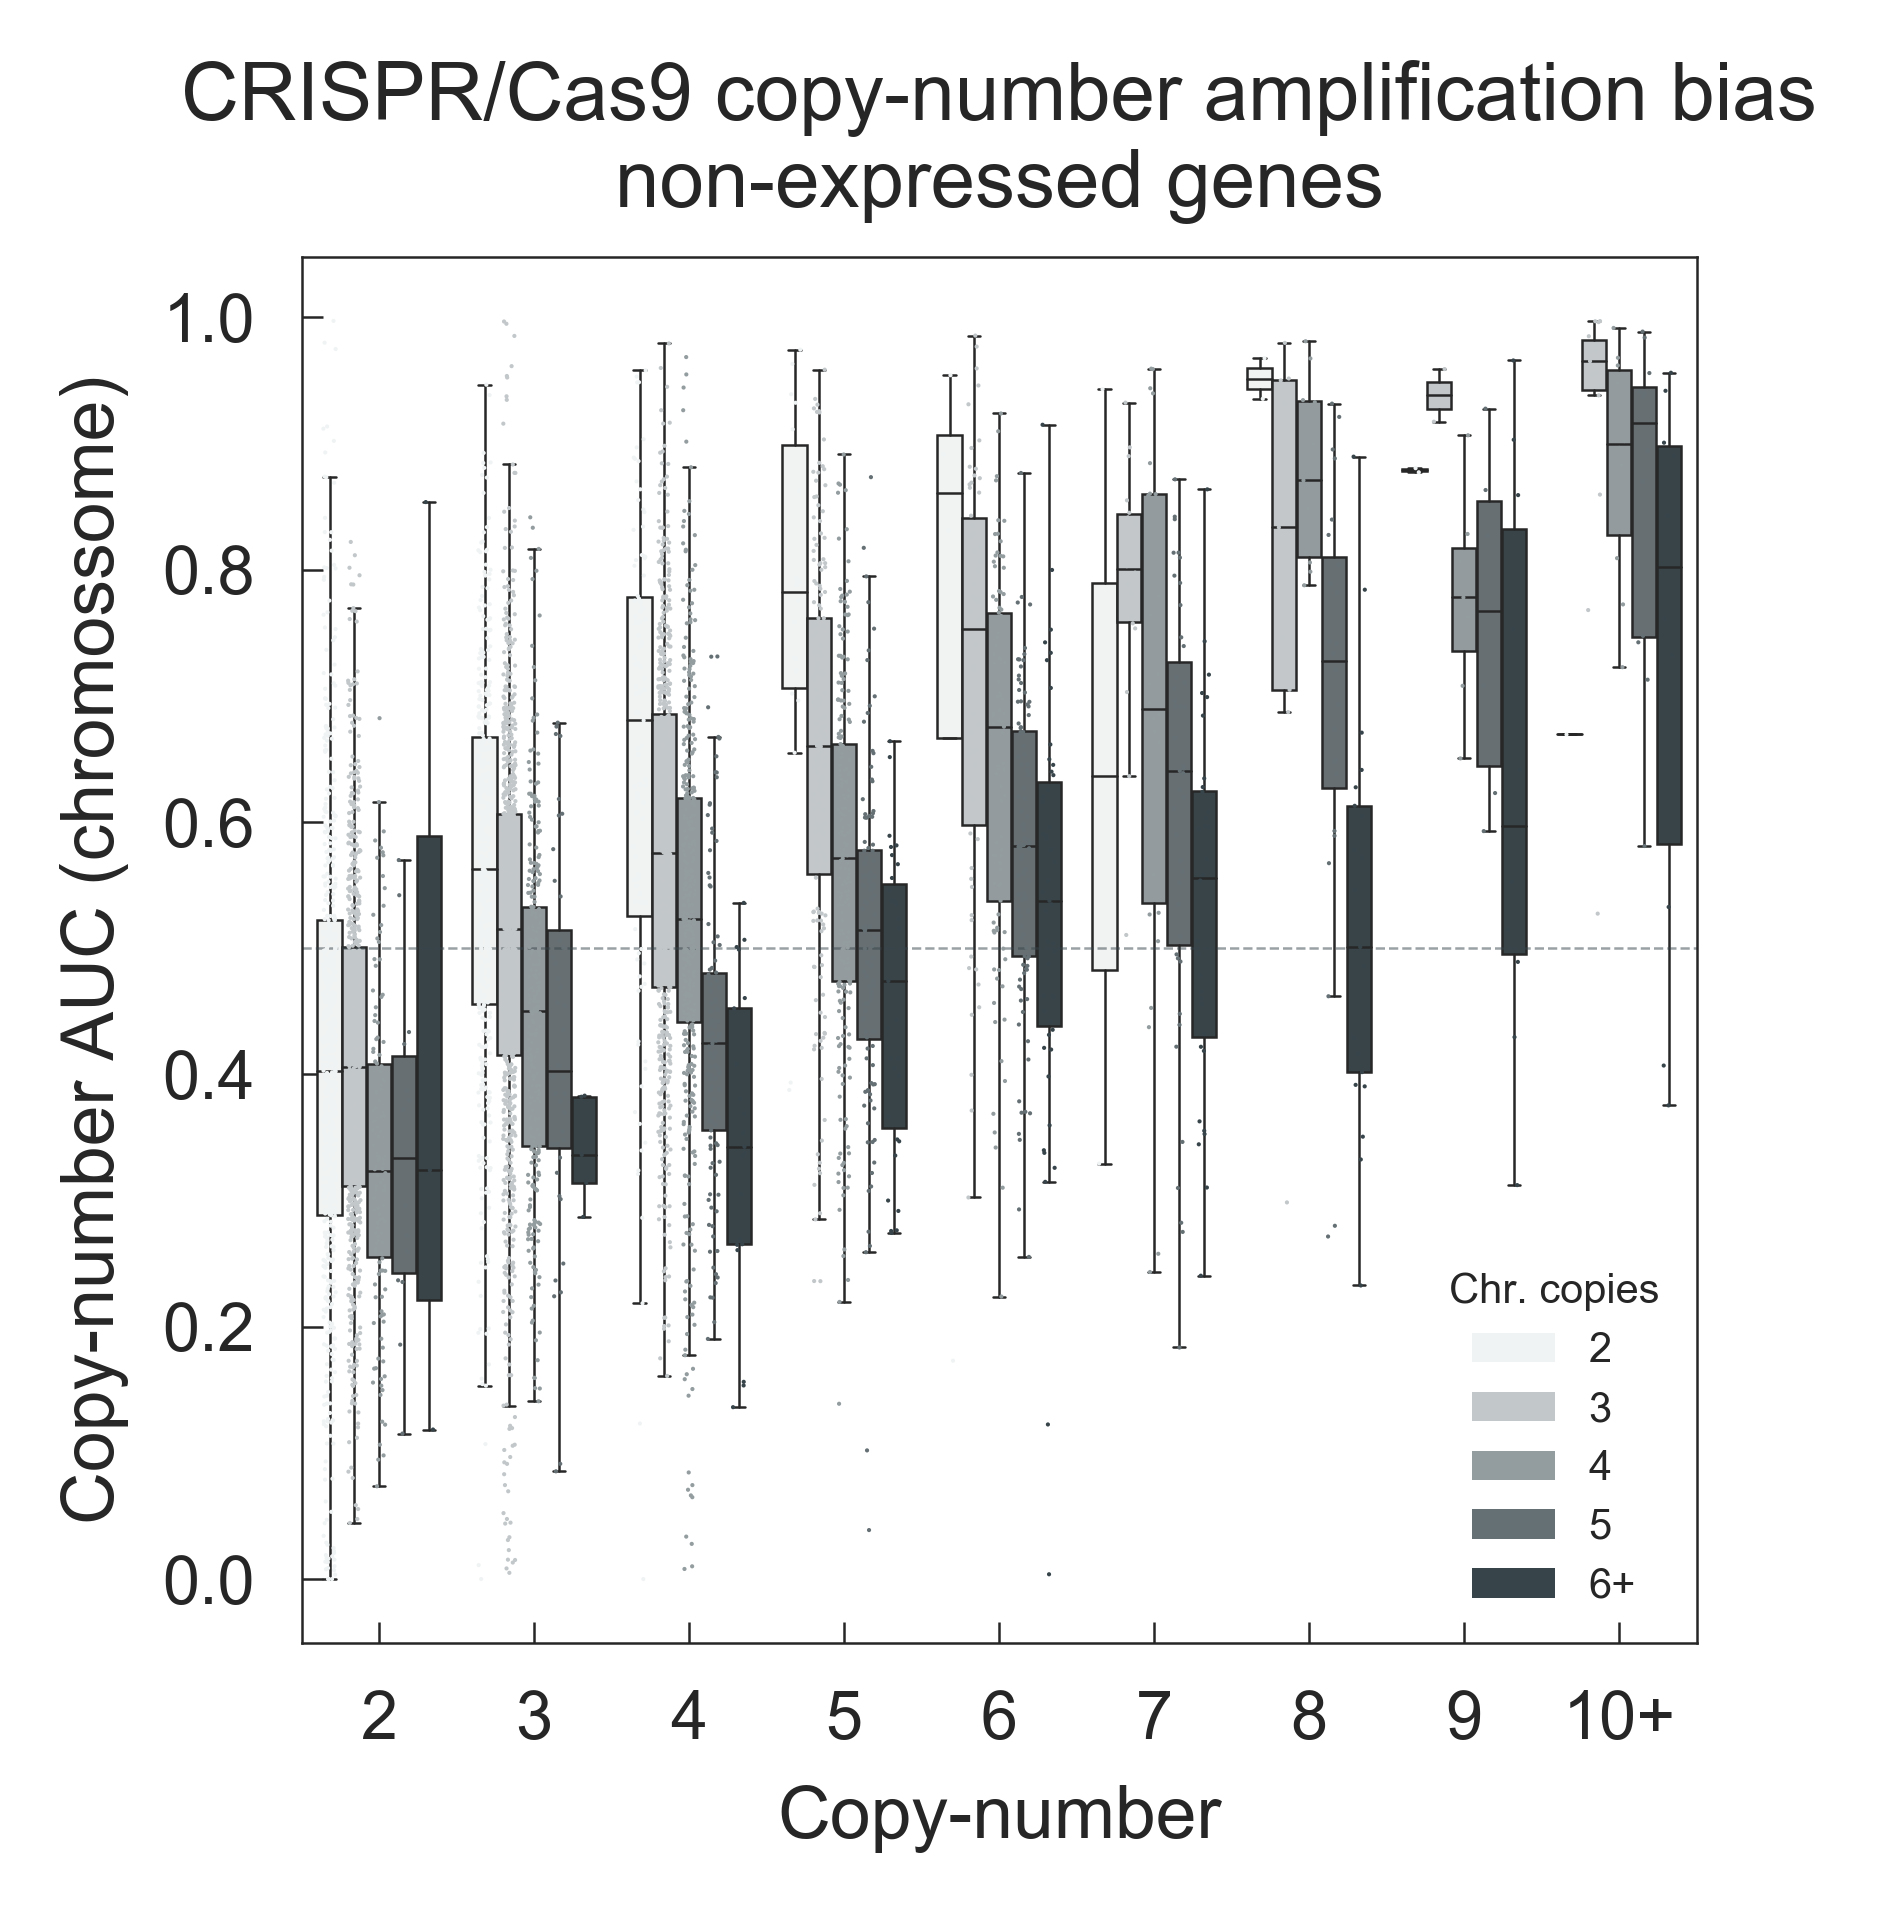 CRISPR/Cas9 copy-number amplification bias
non-expressed genes
Copy-number AUC (chromossome)
1.0
0.8
0.6
0.4
0.2
0.0
Chr. copies
2
3
4
5
6+
2 3 4 5 6 7 8 9 10+
Copy-number